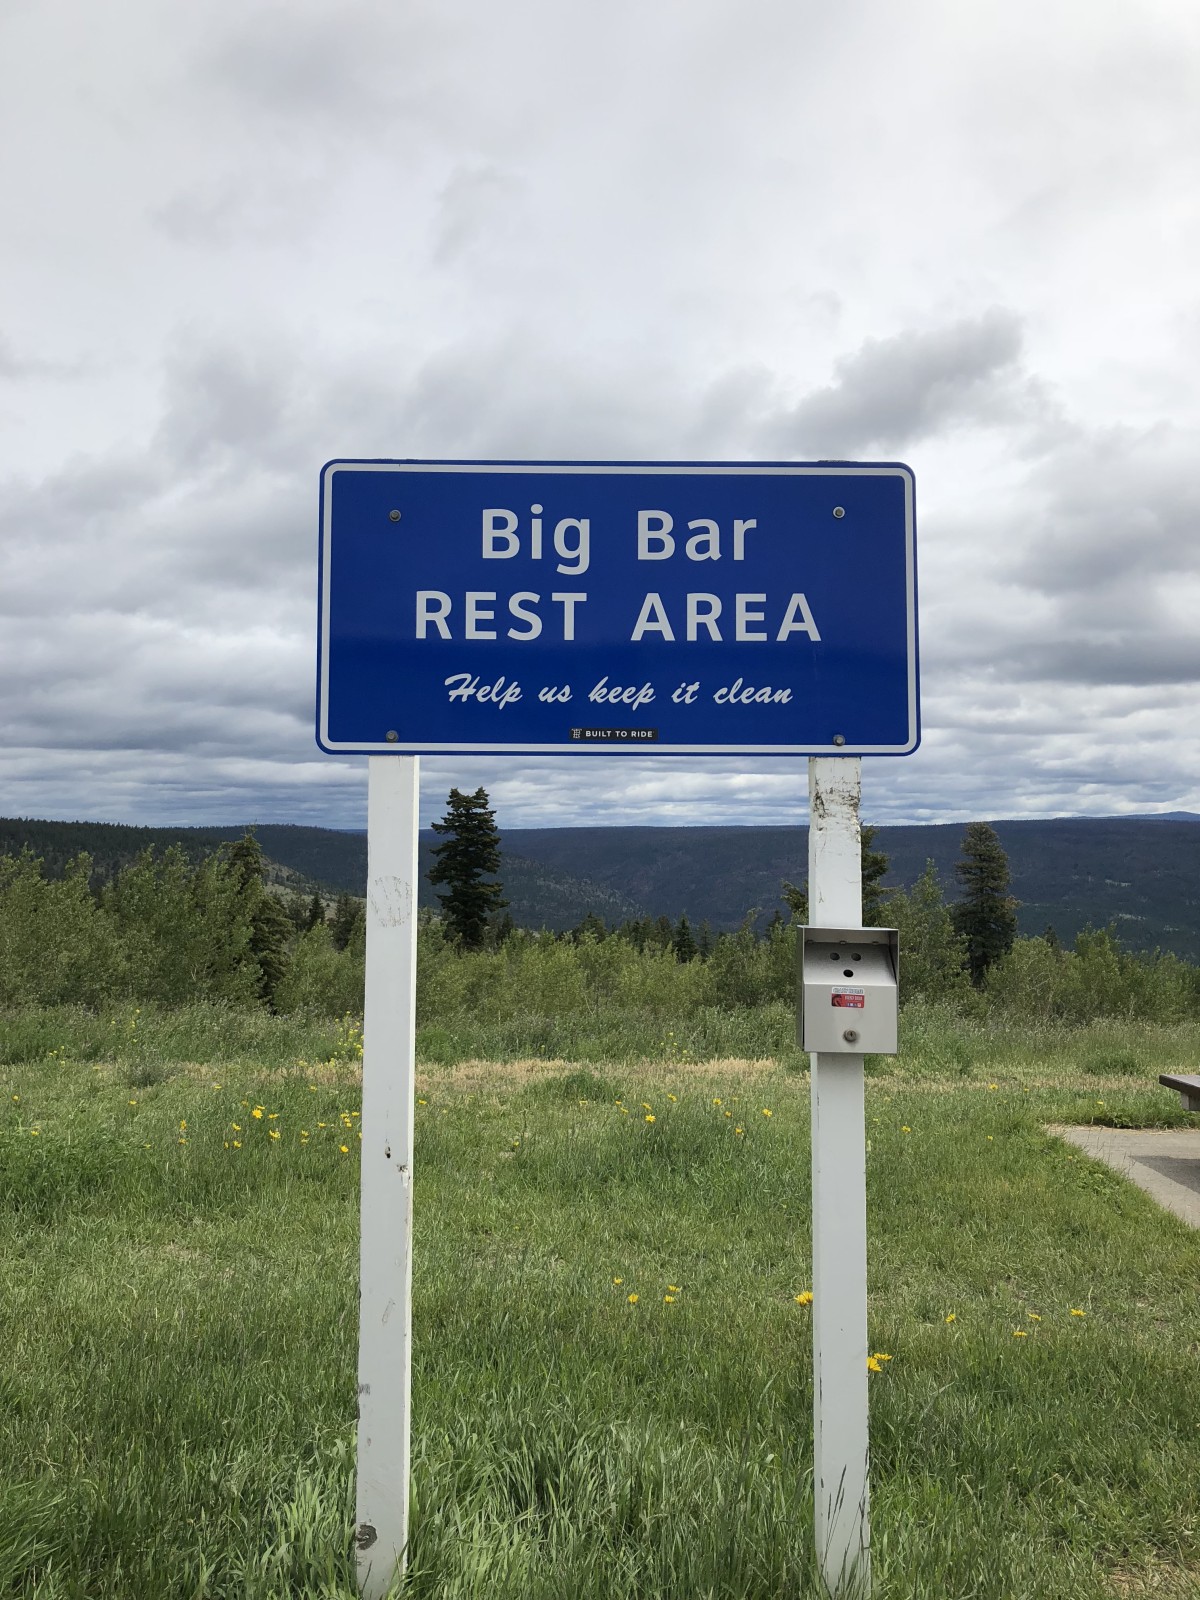 Big Bar
REST AREA
Help us keep it clean
BUILT TO RIDE